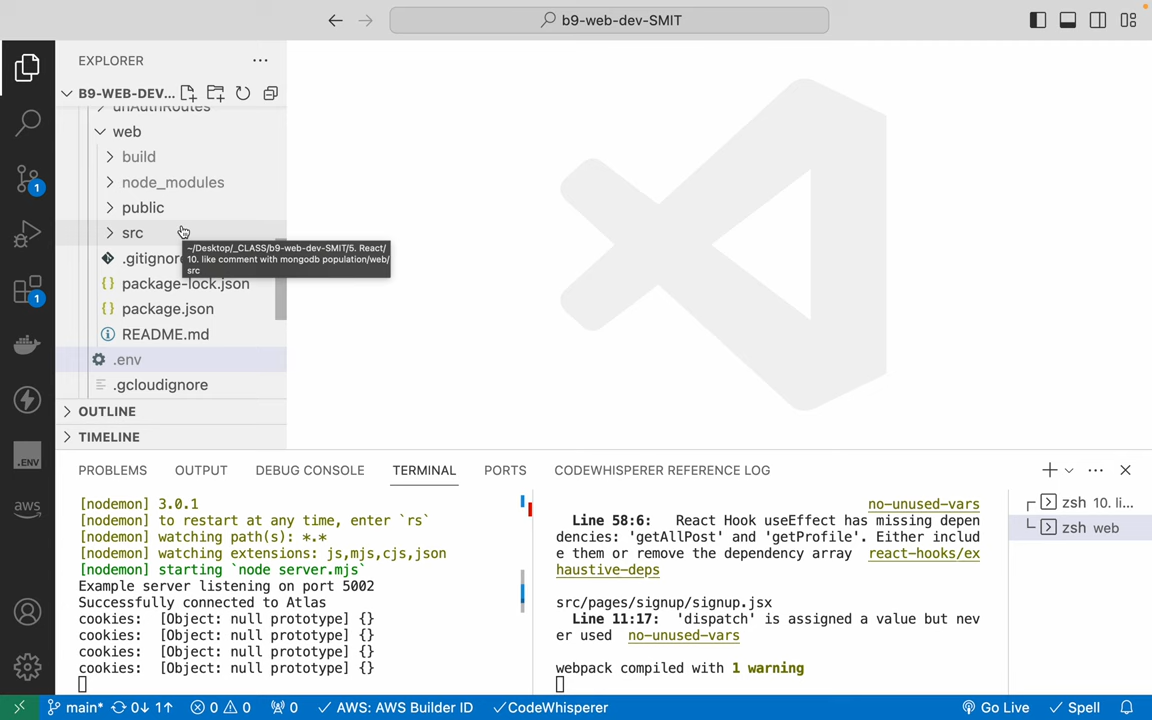 b9-web-dev-SMIT
EXPLORER
B9-WEB-DEV...
unAuthRoutes
web
build
node_modules
public
src
~/Desktop/_CLASS/b9-web-dev-SMIT/5. React/
10. like comment with mongodb population/web/
src
.gitignore
package-lock.json
package.json
README.md
.env
.gcloudignore
OUTLINE
TIMELINE
1
1
.ENV
aws
PROBLEMS OUTPUT DEBUG CONSOLE TERMINAL PORTS CODEWHISPERER REFERENCE LOG
[nodemon] 3.0.1
[nodemon] to restart at any time, enter `rs`
[nodemon] watching path(s): *.*
[nodemon] watching extensions: js,mjs,cjs,json
[nodemon] starting `node server.mjs`
Example server listening on port 5002
Successfully connected to Atlas
cookies:  [Object: null prototype] {}
cookies:  [Object: null prototype] {}
cookies:  [Object: null prototype] {}
cookies:  [Object: null prototype] {}
no-unused-vars
Line 58:6:  React Hook useEffect has missing depen
dencies: 'getAllPost' and 'getProfile'. Either includ
e them or remove the dependency array  react-hooks/ex
haustive-deps
src/pages/signup/signup.jsx
Line 11:17:  'dispatch' is assigned a value but nev
er used  no-unused-vars
webpack compiled with 1 warning
zsh 10. li...
zsh web
main* 0↓ 1↑ 0 0 0 AWS: AWS Builder ID CodeWhisperer Go Live Spell